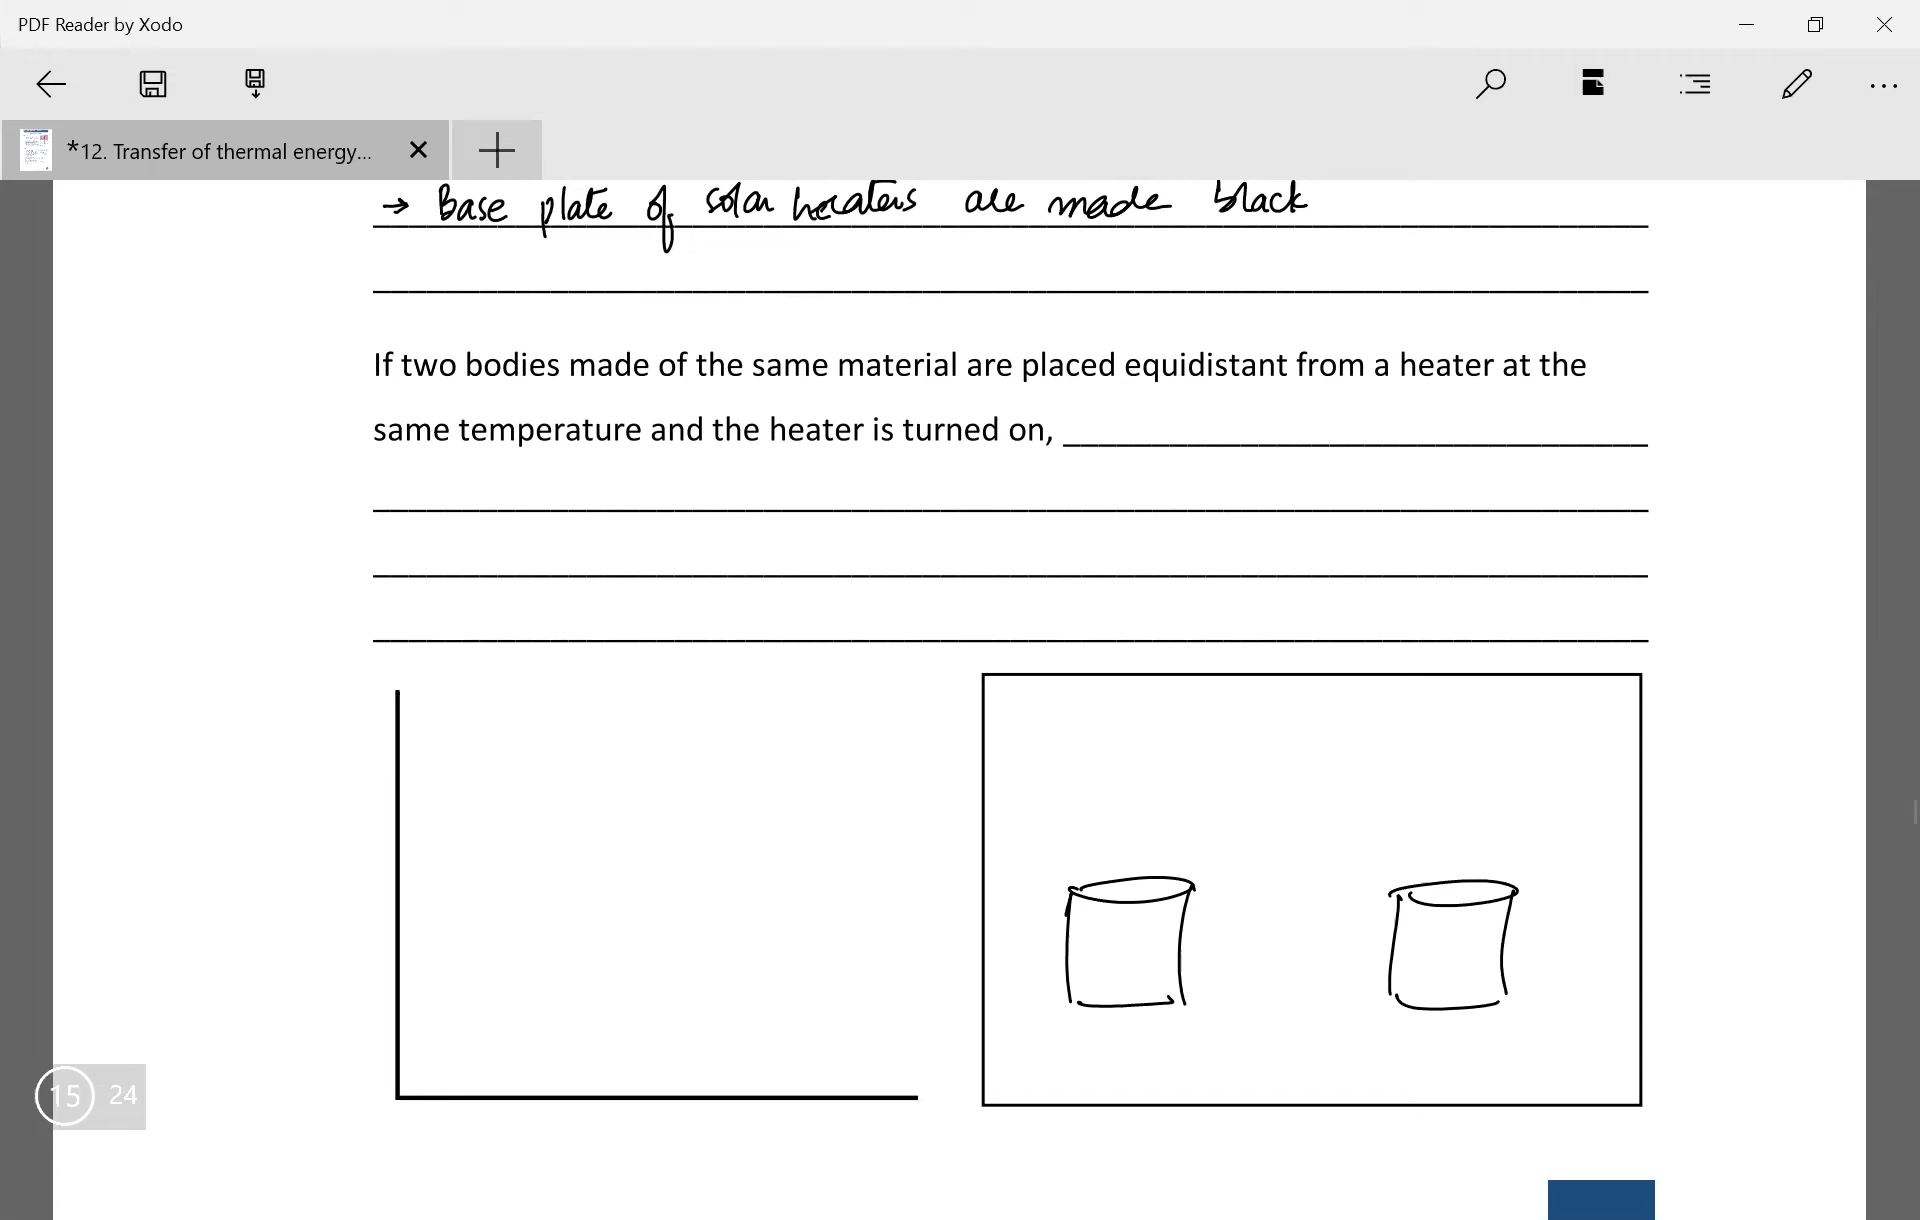 PDF Reader by Xodo
*12. Transfer of thermal energy...
→ Base plate of solar heaters are made black
If two bodies made of the same material are placed equidistant from a heater at the
same temperature and the heater is turned on,
15 24